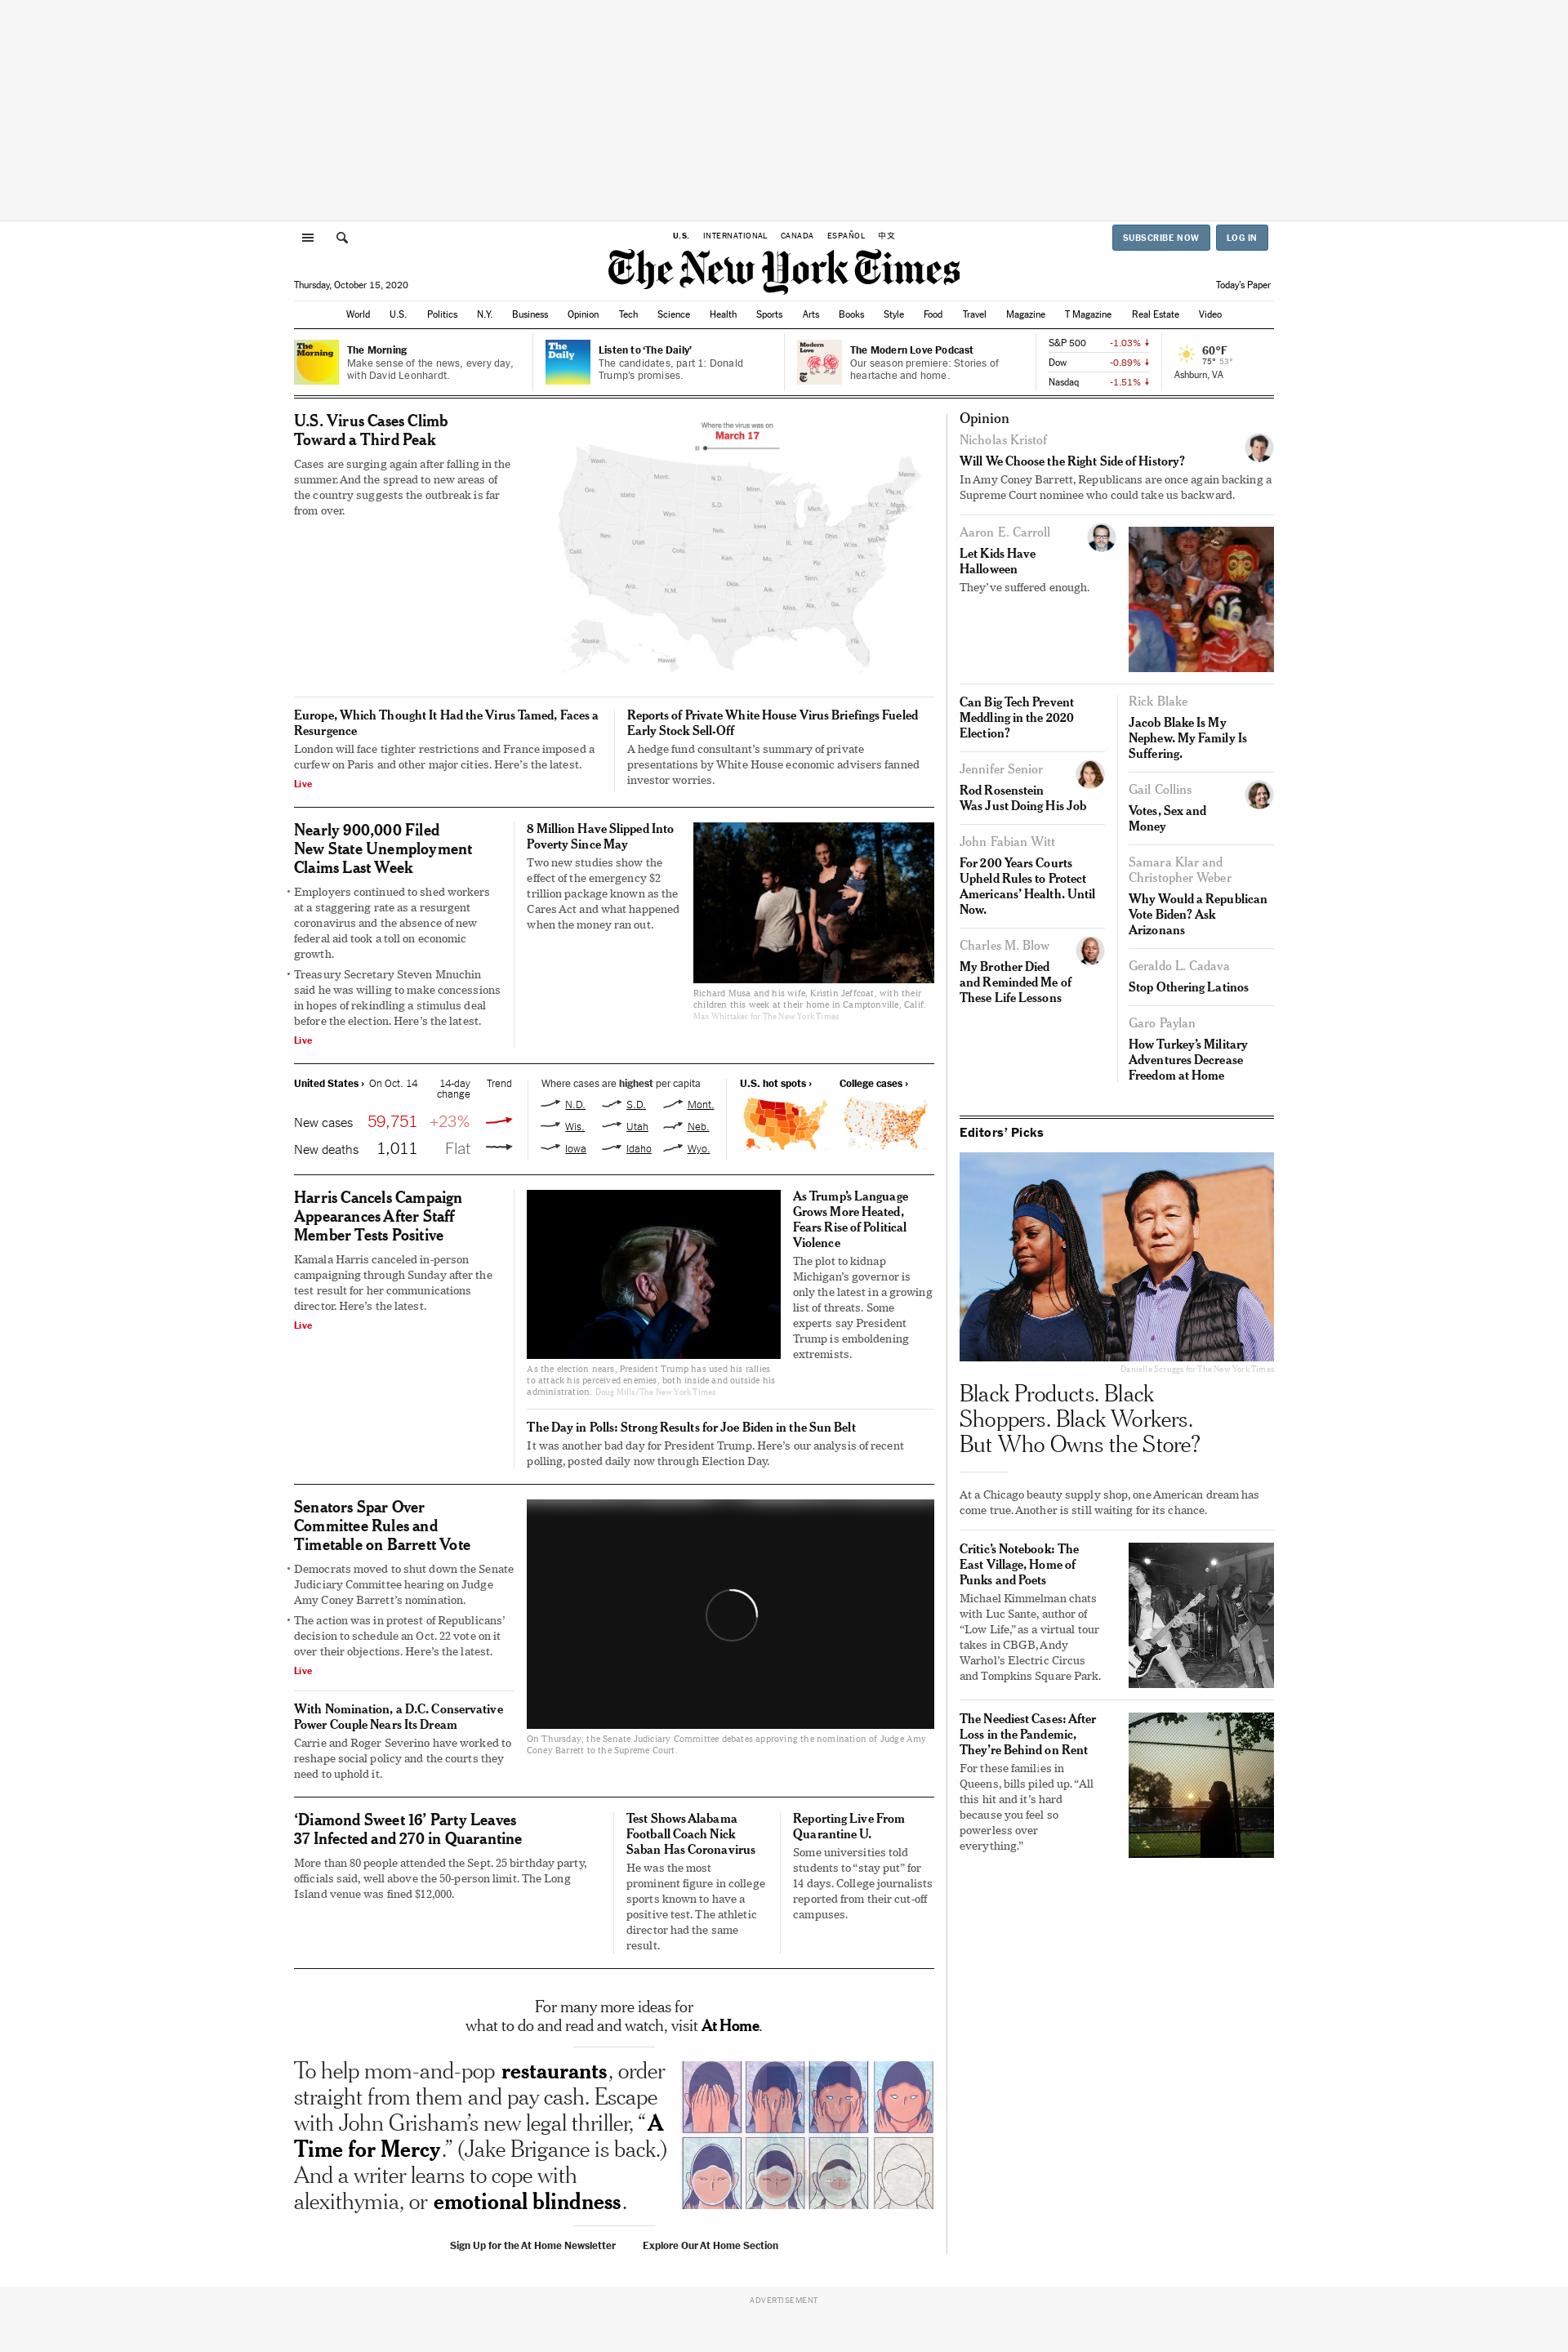 U.S. INTERNATIONAL CANADA ESPAÑOL 中文
SUBSCRIBE NOW LOG IN
The New York Times
Thursday, October 15, 2020
Today's Paper
World U.S. Politics N.Y. Business Opinion Tech Science Health Sports Arts Books Style Food Travel Magazine T Magazine Real Estate Video
The
Morning
The Morning
Make sense of the news, every day,
with David Leonhardt.
The
Daily
Listen to ‘The Daily’
The candidates, part 1: Donald
Trump's promises.
Modern
Love
The Modern Love Podcast
Our season premiere: Stories of
heartache and home.
S&P 500 -1.03%
Dow -0.89%
Nasdaq -1.51%
60°F
75° 53°
Ashburn, VA
U.S. Virus Cases Climb
Toward a Third Peak
Cases are surging again after falling in the
summer. And the spread to new areas of
the country suggests the outbreak is far
from over.
Where the virus was on
March 17
Wash.
Ore.
Idaho
Mont.
N.D.
Minn.
Maine
S.D.
Wis.
Mich.
N.Y.
Wyo.
Iowa
Neb.
Pa.
Nev.
Utah
Colo.
Ill.
Ind.
Ohio
W.Va.
Va.
Calif.
Kan.
Mo.
Ky.
Ariz.
N.M.
Okla.
Ark.
Tenn.
N.C.
S.C.
Miss.
Ala.
Ga.
Texas
La.
Fla.
Alaska
Hawaii
Europe, Which Thought It Had the Virus Tamed, Faces a
Resurgence
London will face tighter restrictions and France imposed a
curfew on Paris and other major cities. Here’s the latest.
Live
Reports of Private White House Virus Briefings Fueled
Early Stock Sell-Off
A hedge fund consultant’s summary of private
presentations by White House economic advisers fanned
investor worries.
Nearly 900,000 Filed
New State Unemployment
Claims Last Week
• Employers continued to shed workers
at a staggering rate as a resurgent
coronavirus and the absence of new
federal aid took a toll on economic
growth.
• Treasury Secretary Steven Mnuchin
said he was willing to make concessions
in hopes of rekindling a stimulus deal
before the election. Here’s the latest.
Live
8 Million Have Slipped Into
Poverty Since May
Two new studies show the
effect of the emergency $2
trillion package known as the
Cares Act and what happened
when the money ran out.
Richard Musa and his wife, Kristin Jeffcoat, with their
children this week at their home in Camptonville, Calif.
Max Whittaker for The New York Times
United States › On Oct. 14 14-day Trend
change
New cases 59,751 +23%
New deaths 1,011 Flat
Where cases are highest per capita
N.D. S.D. Mont.
Wis. Utah Neb.
Iowa Idaho Wyo.
U.S. hot spots ›
College cases ›
Harris Cancels Campaign
Appearances After Staff
Member Tests Positive
Kamala Harris canceled in-person
campaigning through Sunday after the
test result for her communications
director. Here’s the latest.
Live
As the election nears, President Trump has used his rallies
to attack his perceived enemies, both inside and outside his
administration. Doug Mills/The New York Times
As Trump’s Language
Grows More Heated,
Fears Rise of Political
Violence
The plot to kidnap
Michigan’s governor is
only the latest in a growing
list of threats. Some
experts say President
Trump is emboldening
extremists.
The Day in Polls: Strong Results for Joe Biden in the Sun Belt
It was another bad day for President Trump. Here’s our analysis of recent
polling, posted daily now through Election Day.
Senators Spar Over
Committee Rules and
Timetable on Barrett Vote
• Democrats moved to shut down the Senate
Judiciary Committee hearing on Judge
Amy Coney Barrett’s nomination.
• The action was in protest of Republicans’
decision to schedule an Oct. 22 vote on it
over their objections. Here’s the latest.
Live
With Nomination, a D.C. Conservative
Power Couple Nears Its Dream
Carrie and Roger Severino have worked to
reshape social policy and the courts they
need to uphold it.
On Thursday, the Senate Judiciary Committee debates approving the nomination of Judge Amy
Coney Barrett to the Supreme Court.
‘Diamond Sweet 16’ Party Leaves
37 Infected and 270 in Quarantine
More than 80 people attended the Sept. 25 birthday party,
officials said, well above the 50-person limit. The Long
Island venue was fined $12,000.
Test Shows Alabama
Football Coach Nick
Saban Has Coronavirus
He was the most
prominent figure in college
sports known to have a
positive test. The athletic
director had the same
result.
Reporting Live From
Quarantine U.
Some universities told
students to “stay put” for
14 days. College journalists
reported from their cut-off
campuses.
For many more ideas for
what to do and read and watch, visit At Home.
To help mom-and-pop restaurants, order
straight from them and pay cash. Escape
with John Grisham’s new legal thriller, “A
Time for Mercy.” (Jake Brigance is back.)
And a writer learns to cope with
alexithymia, or emotional blindness.
Sign Up for the At Home Newsletter Explore Our At Home Section
Opinion
Nicholas Kristof
Will We Choose the Right Side of History?
In Amy Coney Barrett, Republicans are once again backing a
Supreme Court nominee who could take us backward.
Aaron E. Carroll
Let Kids Have
Halloween
They’ve suffered enough.
Can Big Tech Prevent
Meddling in the 2020
Election?
Jennifer Senior
Rod Rosenstein
Was Just Doing His Job
John Fabian Witt
For 200 Years Courts
Upheld Rules to Protect
Americans’ Health. Until
Now.
Charles M. Blow
My Brother Died
and Reminded Me of
These Life Lessons
Rick Blake
Jacob Blake Is My
Nephew. My Family Is
Suffering.
Gail Collins
Votes, Sex and
Money
Samara Klar and
Christopher Weber
Why Would a Republican
Vote Biden? Ask
Arizonans
Geraldo L. Cadava
Stop Othering Latinos
Garo Paylan
How Turkey’s Military
Adventures Decrease
Freedom at Home
Editors’ Picks
Danielle Scruggs for The New York Times
Black Products. Black
Shoppers. Black Workers.
But Who Owns the Store?
At a Chicago beauty supply shop, one American dream has
come true. Another is still waiting for its chance.
Critic’s Notebook: The
East Village, Home of
Punks and Poets
Michael Kimmelman chats
with Luc Sante, author of
“Low Life,” as a virtual tour
takes in CBGB, Andy
Warhol’s Electric Circus
and Tompkins Square Park.
The Neediest Cases: After
Loss in the Pandemic,
They’re Behind on Rent
For these families in
Queens, bills piled up. “All
this hit and it’s hard
because you feel so
powerless over
everything.”
ADVERTISEMENT